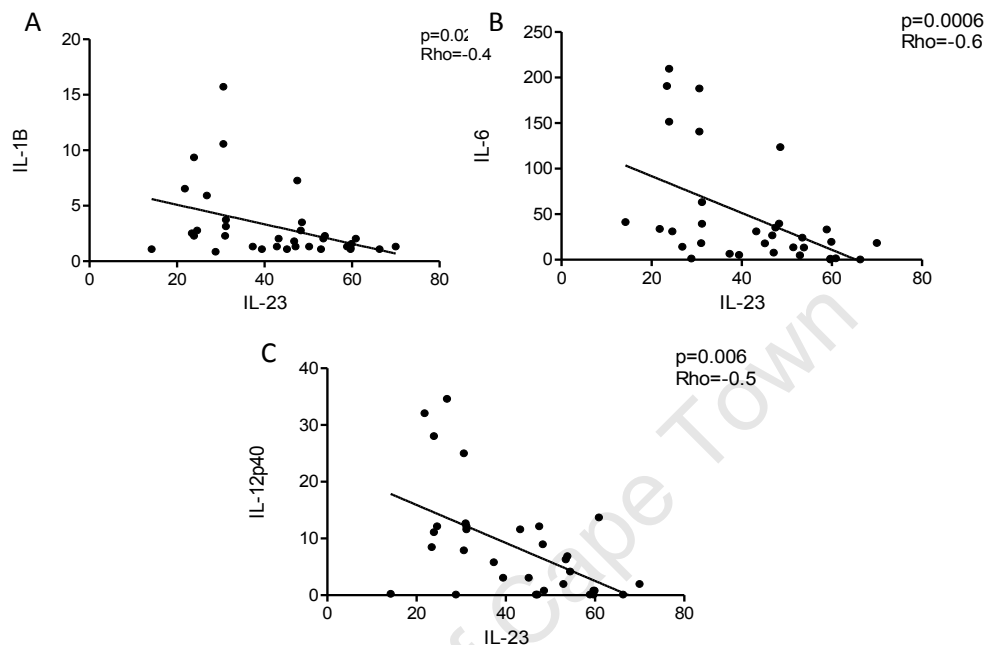 A
p=0.02
Rho=-0.4
20
15
10
5
0
IL-1B
0 20 40 60 80
IL-23
B
p=0.0006
Rho=-0.6
250
200
150
100
50
0
IL-6
0 20 40 60 80
IL-23
C
p=0.006
Rho=-0.5
40
30
20
10
0
IL-12p40
0 20 40 60 80
IL-23
of Cape Town